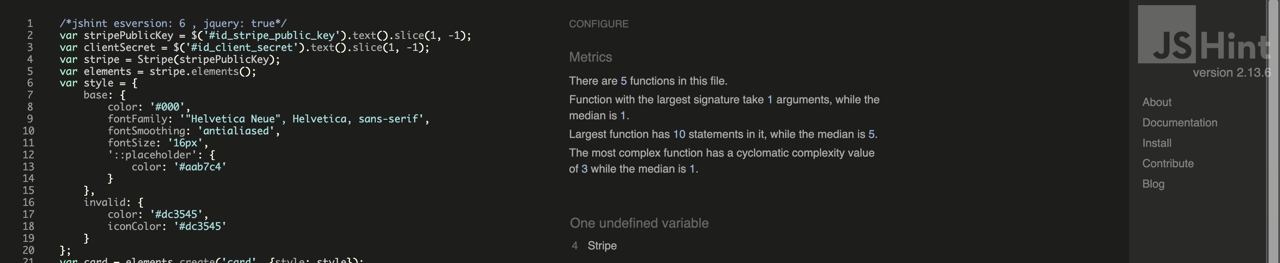 1 /*jshint esversion: 6 , jquery: true*/
2 var stripePublicKey = $('#id_stripe_public_key').text().slice(1, -1);
3 var clientSecret = $('#id_client_secret').text().slice(1, -1);
4 var stripe = Stripe(stripePublicKey);
5 var elements = stripe.elements();
6 var style = {
7 base: {
8 color: '#000',
9 fontFamily: '"Helvetica Neue", Helvetica, sans-serif',
10 fontSmoothing: 'antialiased',
11 fontSize: '16px',
12 '::placeholder': {
13 color: '#aab7c4'
14 }
15 },
16 invalid: {
17 color: '#dc3545',
18 iconColor: '#dc3545'
19 }
20 };
21 var card = elements.create('card', {style: style});
CONFIGURE
Metrics
There are 5 functions in this file.
Function with the largest signature take 1 arguments, while the
median is 1.
Largest function has 10 statements in it, while the median is 5.
The most complex function has a cyclomatic complexity value
of 3 while the median is 1.
One undefined variable
4 Stripe
JSHint
version 2.13.6
About
Documentation
Install
Contribute
Blog